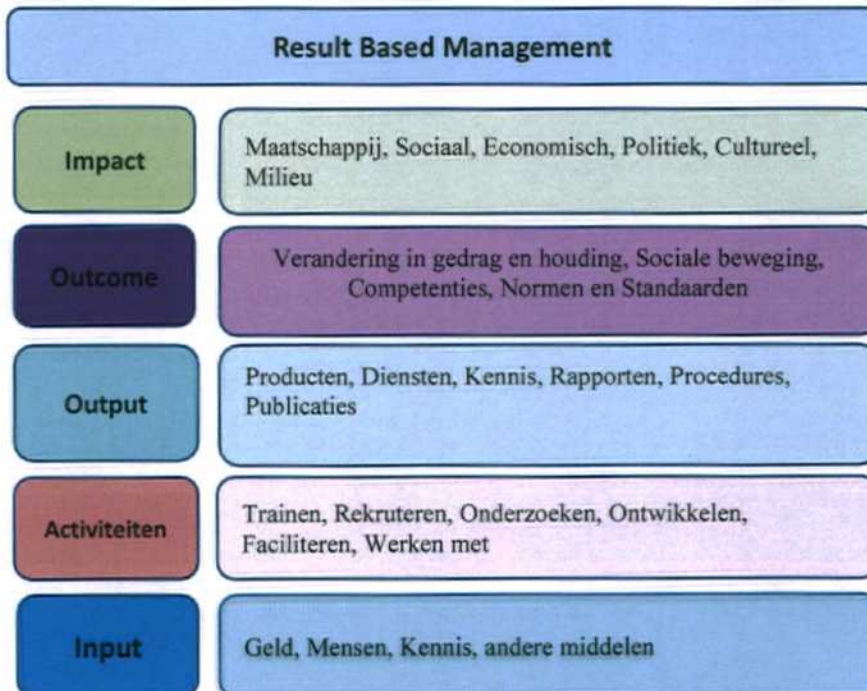 Result Based Management
Impact
Maatschappij, Sociaal, Economisch, Politiek, Cultureel,
Milieu
Outcome
Verandering in gedrag en houding, Sociale beweging,
Competenties, Normen en Standaarden
Output
Producten, Diensten, Kennis, Rapporten, Procedures,
Publicaties
Activiteiten
Trainen, Rekruteren, Onderzoeken, Ontwikkelen,
Faciliteren, Werken met
Input
Geld, Mensen, Kennis, andere middelen